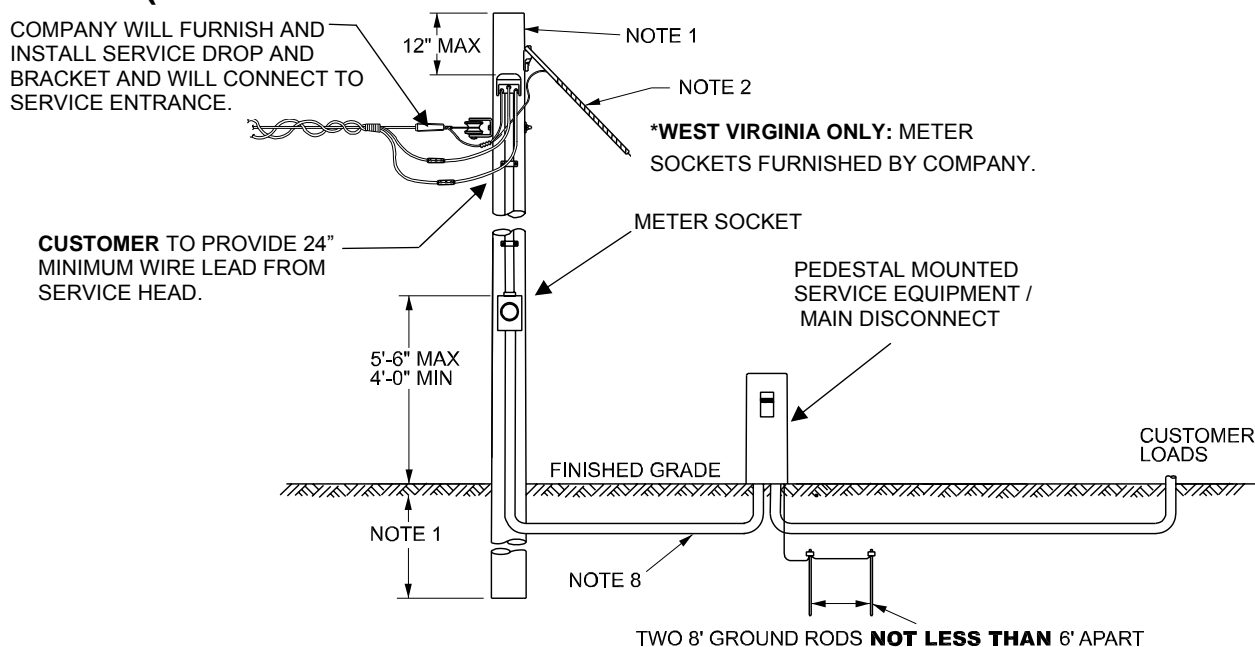 COMPANY WILL FURNISH AND
INSTALL SERVICE DROP AND
BRACKET AND WILL CONNECT TO
SERVICE ENTRANCE.
12" MAX
NOTE 1
NOTE 2
*WEST VIRGINIA ONLY: METER
SOCKETS FURNISHED BY COMPANY.
CUSTOMER TO PROVIDE 24”
MINIMUM WIRE LEAD FROM
SERVICE HEAD.
METER SOCKET
PEDESTAL MOUNTED
SERVICE EQUIPMENT /
MAIN DISCONNECT
5'-6" MAX
4'-0" MIN
CUSTOMER
LOADS
FINISHED GRADE
NOTE 1
NOTE 8
TWO 8' GROUND RODS NOT LESS THAN 6' APART